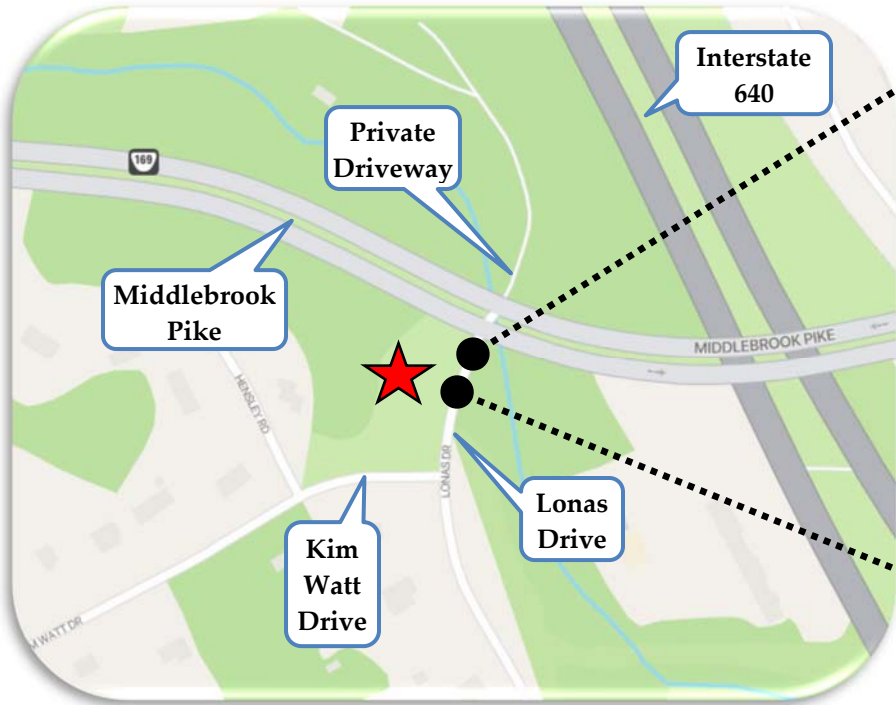 Interstate
640
Private
Driveway
169
Middlebrook
Pike
MIDDLEBROOK PIKE
HENSLEY RD
LONAS DR
Lonas
Drive
Kim
Watt
Drive
M WATT DR